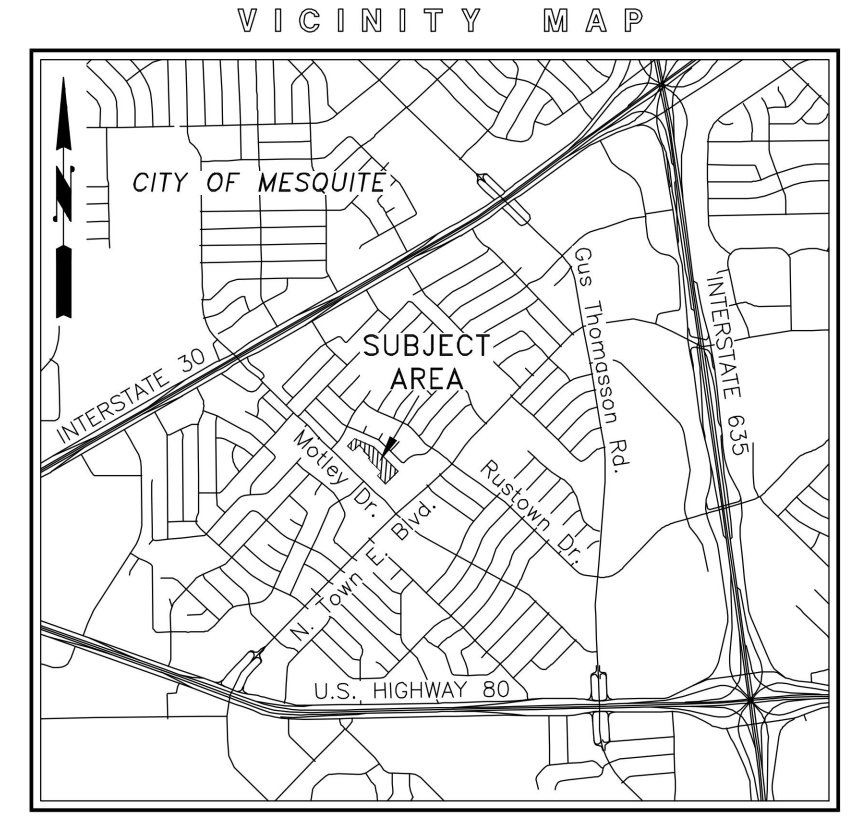 VICINITY MAP
N
CITY OF MESQUITE
INTERSTATE 30
SUBJECT
AREA
Gus Thomasson Rd.
INTERSTATE 635
Motley Dr.
Rustown Dr.
N. Town E. Blvd.
U.S. HIGHWAY 80